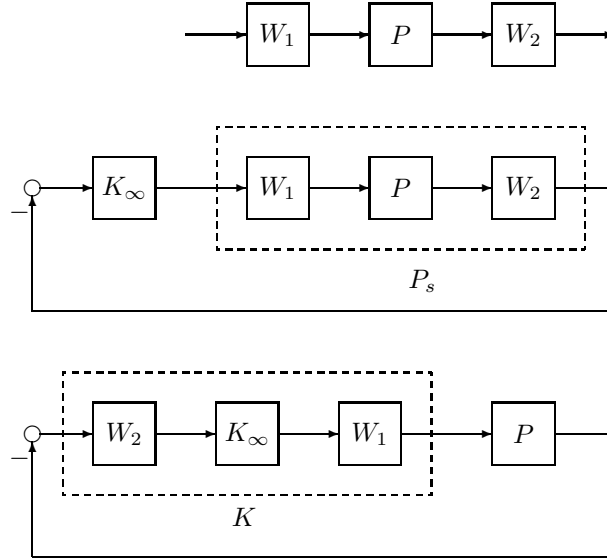 W₁ P W₂
K∞ W₁ P W₂
−
Pₛ
W₂ K∞ W₁ P
−
K